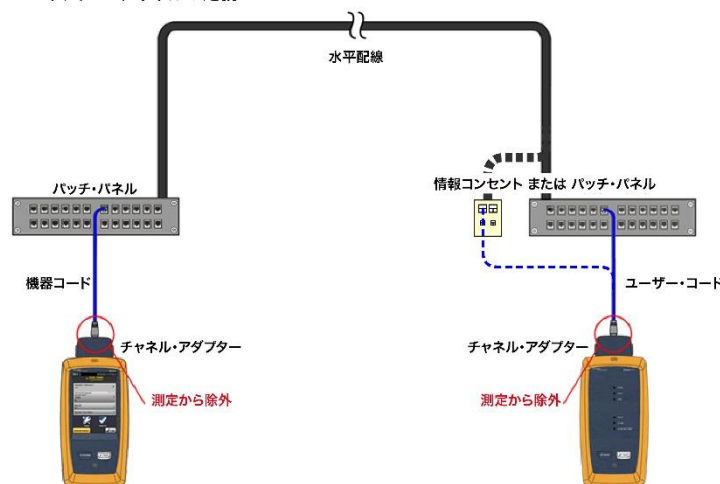 水平配線
パッチ・パネル
情報コンセント または パッチ・パネル
機器コード
ユーザー・コード
チャネル・アダプター
チャネル・アダプター
測定から除外
測定から除外